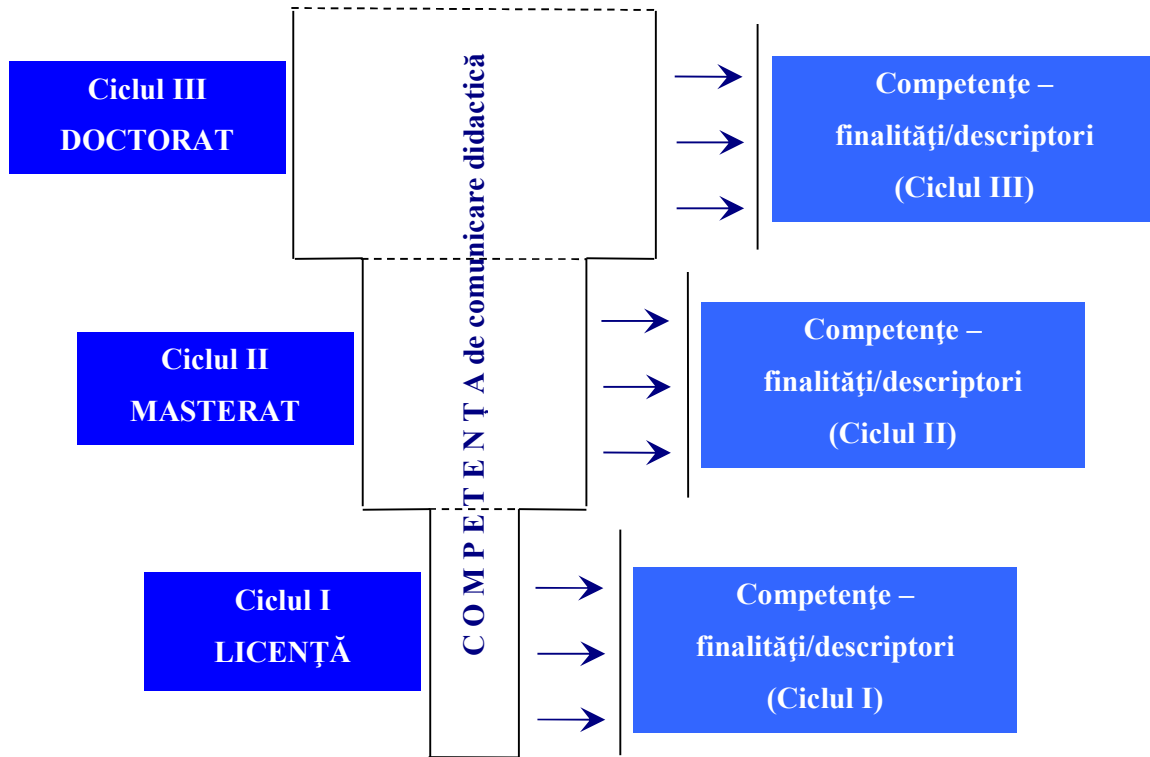 Ciclul III
DOCTORAT
Competenţe –
finalităţi/descriptori
(Ciclul III)
C O M P E T E N Ț A de comunicare didactică
Ciclul II
MASTERAT
Competenţe –
finalităţi/descriptori
(Ciclul II)
Ciclul I
LICENŢĂ
Competenţe –
finalităţi/descriptori
(Ciclul I)